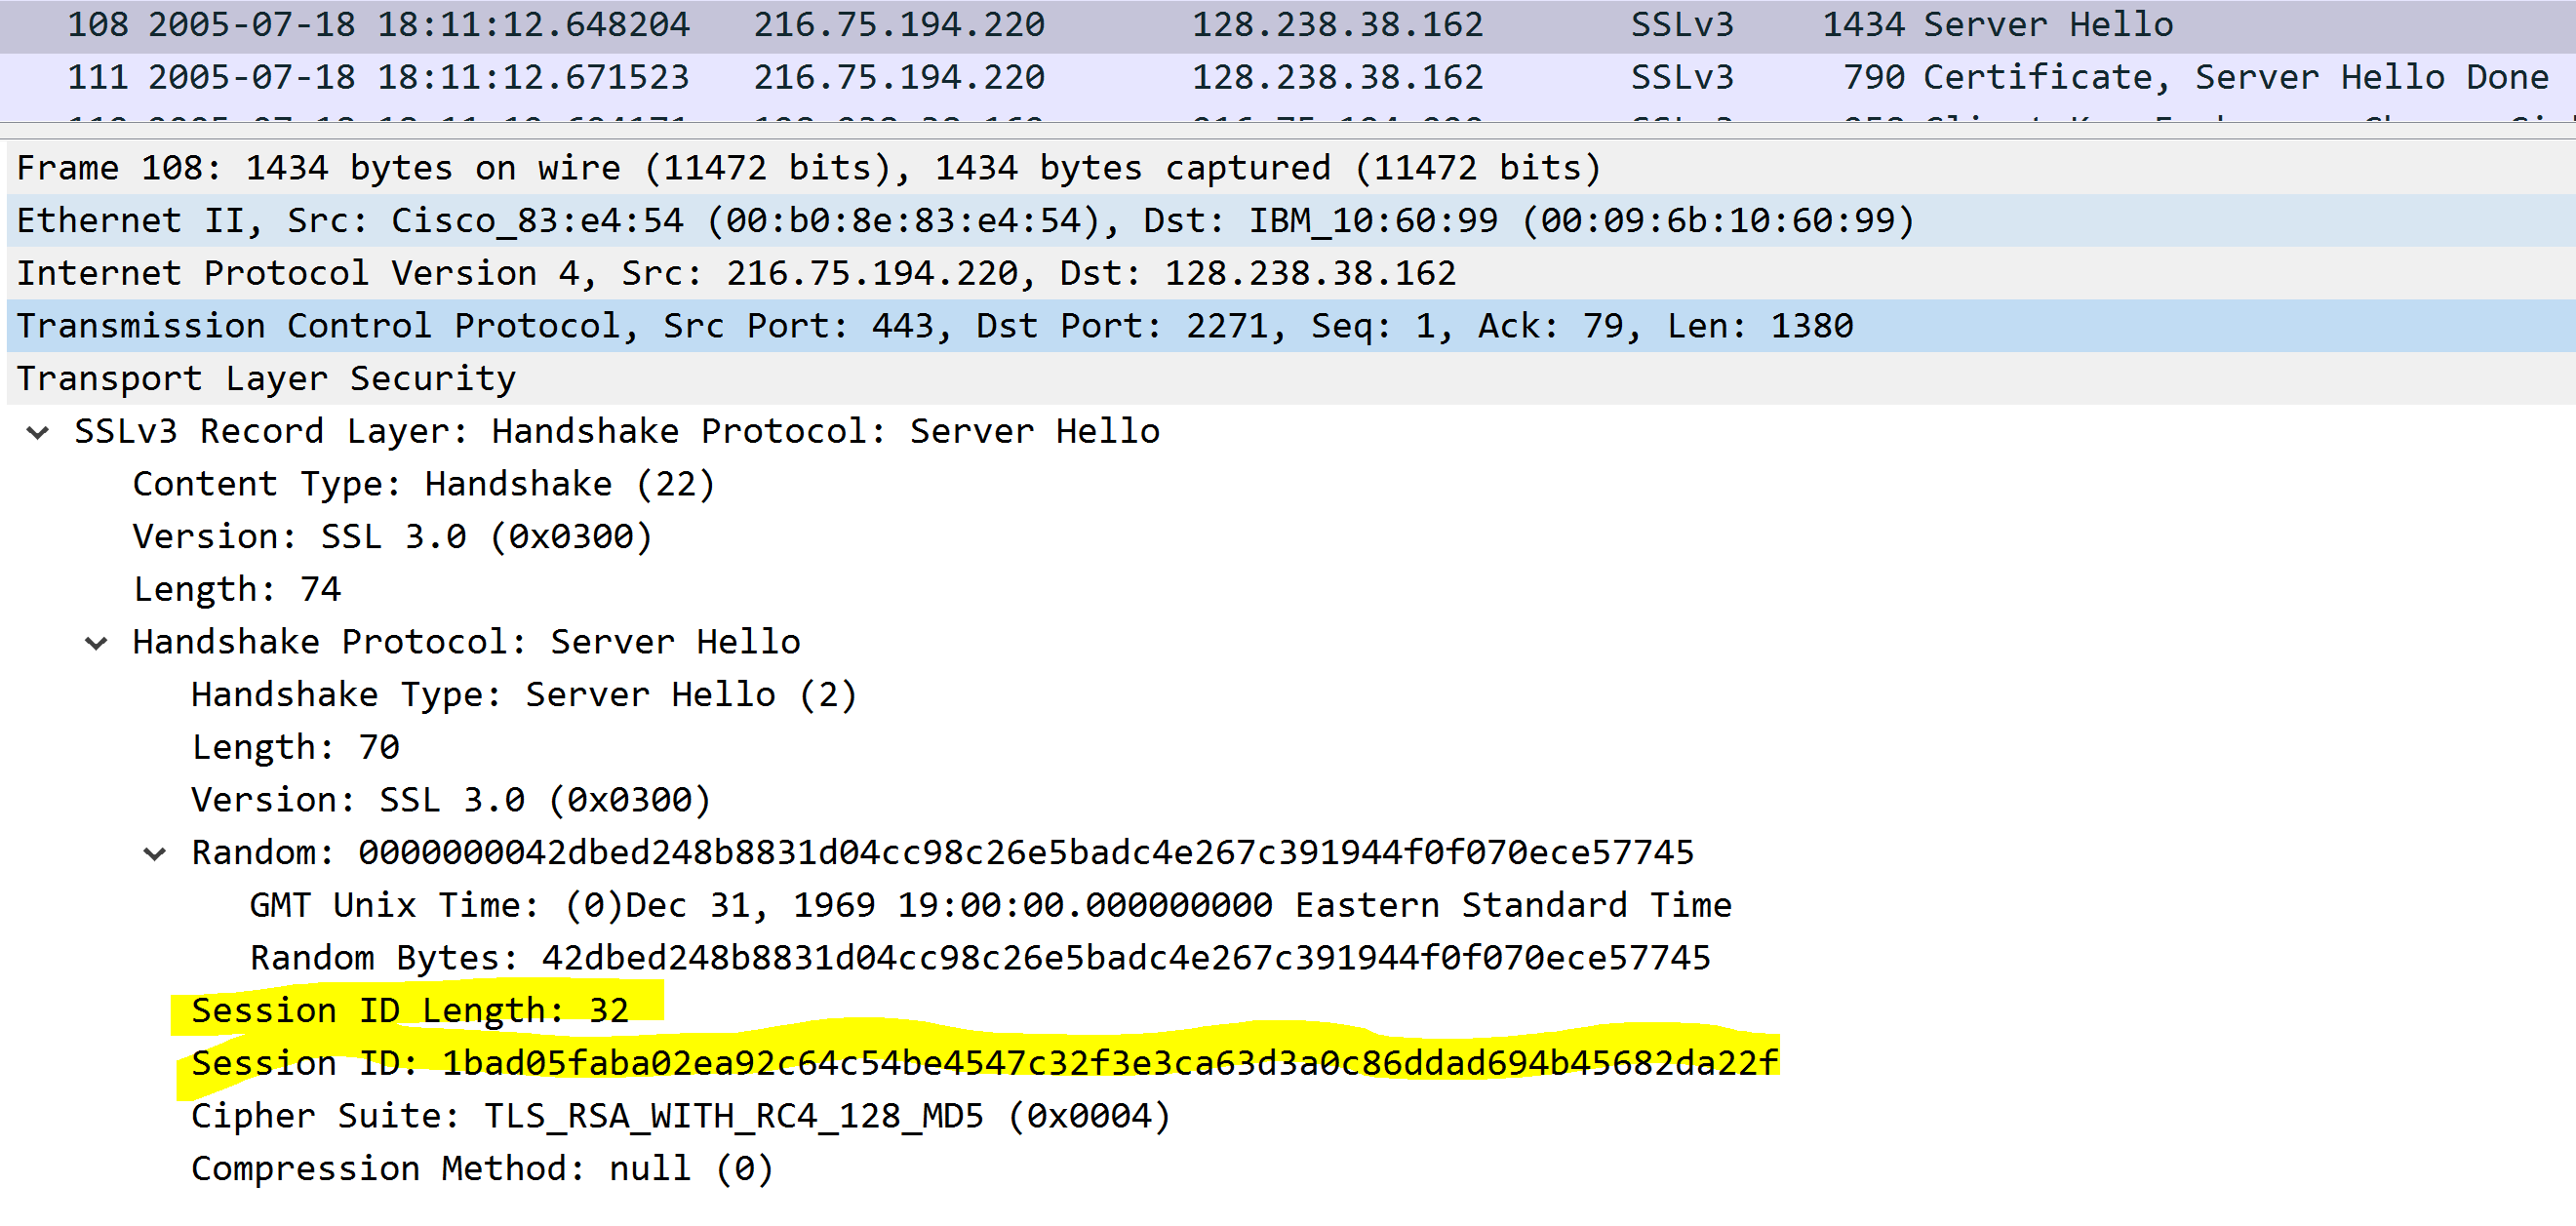 108 2005-07-18 18:11:12.648204 216.75.194.220 128.238.38.162 SSLv3 1434 Server Hello
111 2005-07-18 18:11:12.671523 216.75.194.220 128.238.38.162 SSLv3 790 Certificate, Server Hello Done
Frame 108: 1434 bytes on wire (11472 bits), 1434 bytes captured (11472 bits)
Ethernet II, Src: Cisco_83:e4:54 (00:b0:8e:83:e4:54), Dst: IBM_10:60:99 (00:09:6b:10:60:99)
Internet Protocol Version 4, Src: 216.75.194.220, Dst: 128.238.38.162
Transmission Control Protocol, Src Port: 443, Dst Port: 2271, Seq: 1, Ack: 79, Len: 1380
Transport Layer Security
SSLv3 Record Layer: Handshake Protocol: Server Hello
Content Type: Handshake (22)
Version: SSL 3.0 (0x0300)
Length: 74
Handshake Protocol: Server Hello
Handshake Type: Server Hello (2)
Length: 70
Version: SSL 3.0 (0x0300)
Random: 0000000042dbed248b8831d04cc98c26e5badc4e267c391944f0f070ece57745
GMT Unix Time: (0)Dec 31, 1969 19:00:00.000000000 Eastern Standard Time
Random Bytes: 42dbed248b8831d04cc98c26e5badc4e267c391944f0f070ece57745
Session ID Length: 32
Session ID: 1bad05faba02ea92c64c54be4547c32f3e3ca63d3a0c86ddad694b45682da22f
Cipher Suite: TLS_RSA_WITH_RC4_128_MD5 (0x0004)
Compression Method: null (0)